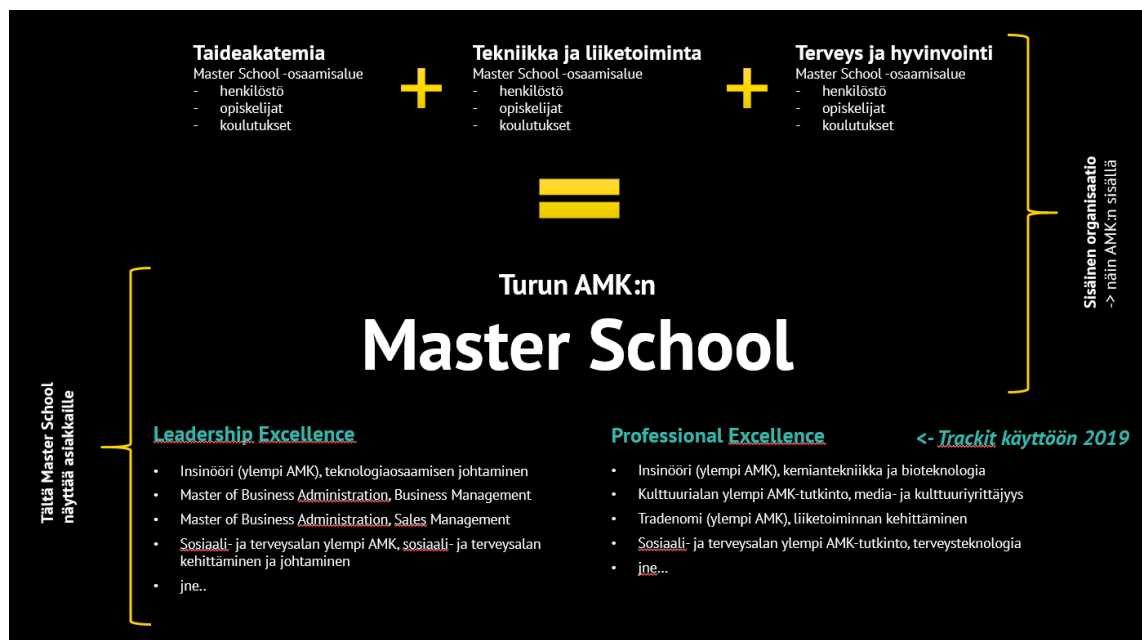 Taideakatemia
Master School -osaamisalue
- henkilöstö
- opiskelijat
- koulutukset
+
Tekniikka ja liiketoiminta
Master School -osaamisalue
- henkilöstö
- opiskelijat
- koulutukset
+
Terveys ja hyvinvointi
Master School -osaamisalue
- henkilöstö
- opiskelijat
- koulutukset
=
Sisäinen organisaatio
-> näin AMK:n sisällä
Turun AMK:n
Master School
Tältä Master School
näyttää asiakkaille
Leadership Excellence
• Insinööri (ylempi AMK), teknologiaosaamisen johtaminen
• Master of Business Administration, Business Management
• Master of Business Administration, Sales Management
• Sosiaali- ja terveysalan ylempi AMK, sosiaali- ja terveysalan
kehittäminen ja johtaminen
• jne..
Professional Excellence
<- Trackit käyttöön 2019
• Insinööri (ylempi AMK), kemiantekniikka ja bioteknologia
• Kulttuurialan ylempi AMK-tutkinto, media- ja kulttuuriyrittäjyys
• Tradenomi (ylempi AMK), liiketoiminnan kehittäminen
• Sosiaali- ja terveysalan ylempi AMK-tutkinto, terveysteknologia
• jne...